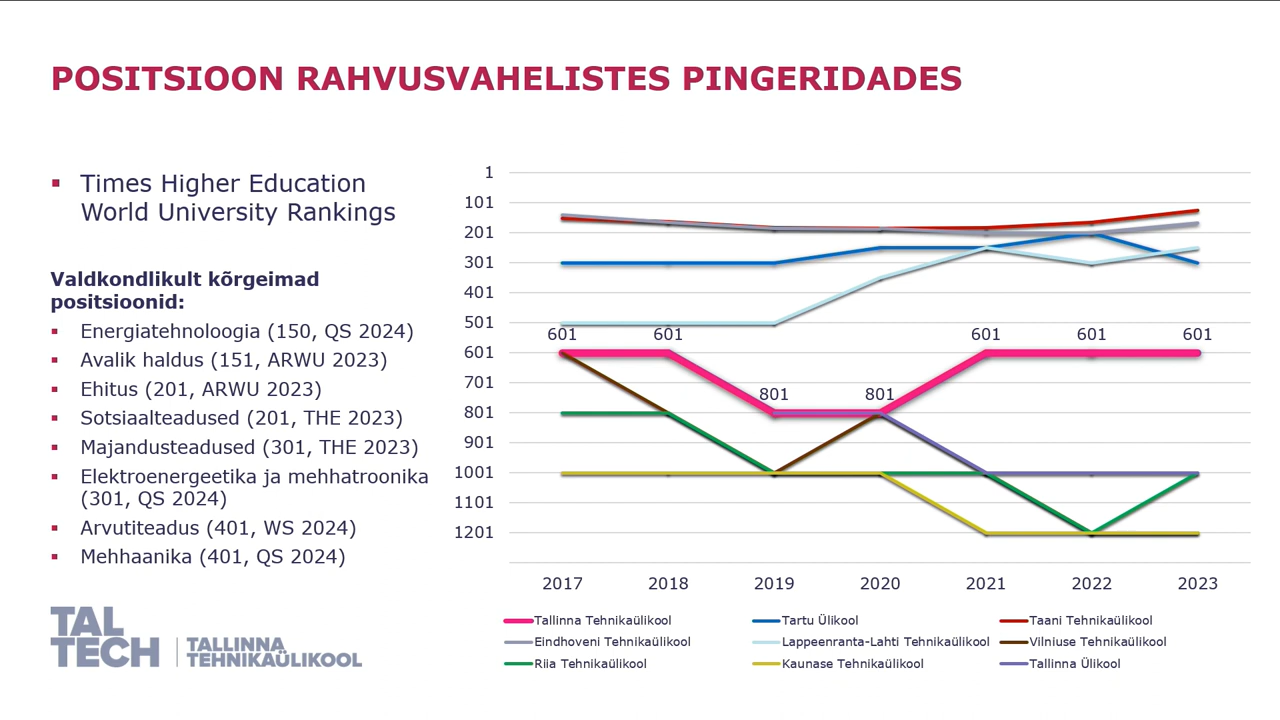 POSITSIOON RAHVUSVAHELISTES PINGERIDADES
▪ Times Higher Education
World University Rankings
Valdkondlikult kõrgeimad
positsioonid:
▪ Energiatehnoloogia (150, QS 2024)
▪ Avalik haldus (151, ARWU 2023)
▪ Ehitus (201, ARWU 2023)
▪ Sotsiaalteadused (201, THE 2023)
▪ Majandusteadused (301, THE 2023)
▪ Elektroenergeetika ja mehhatroonika
(301, QS 2024)
▪ Arvutiteadus (401, WS 2024)
▪ Mehhaanika (401, QS 2024)
TAL
TECH
TALLINNA
TEHNIKAÜLIKOOL
1
101
201
301
401
501
601
701
801
901
1001
1101
1201
601 601 601 601 601
801 801
2017 2018 2019 2020 2021 2022 2023
Tallinna Tehnikaülikool Tartu Ülikool Taani Tehnikaülikool
Eindhoveni Tehnikaülikool Lappeenranta-Lahti Tehnikaülikool Vilniuse Tehnikaülikool
Riia Tehnikaülikool Kaunase Tehnikaülikool Tallinna Ülikool